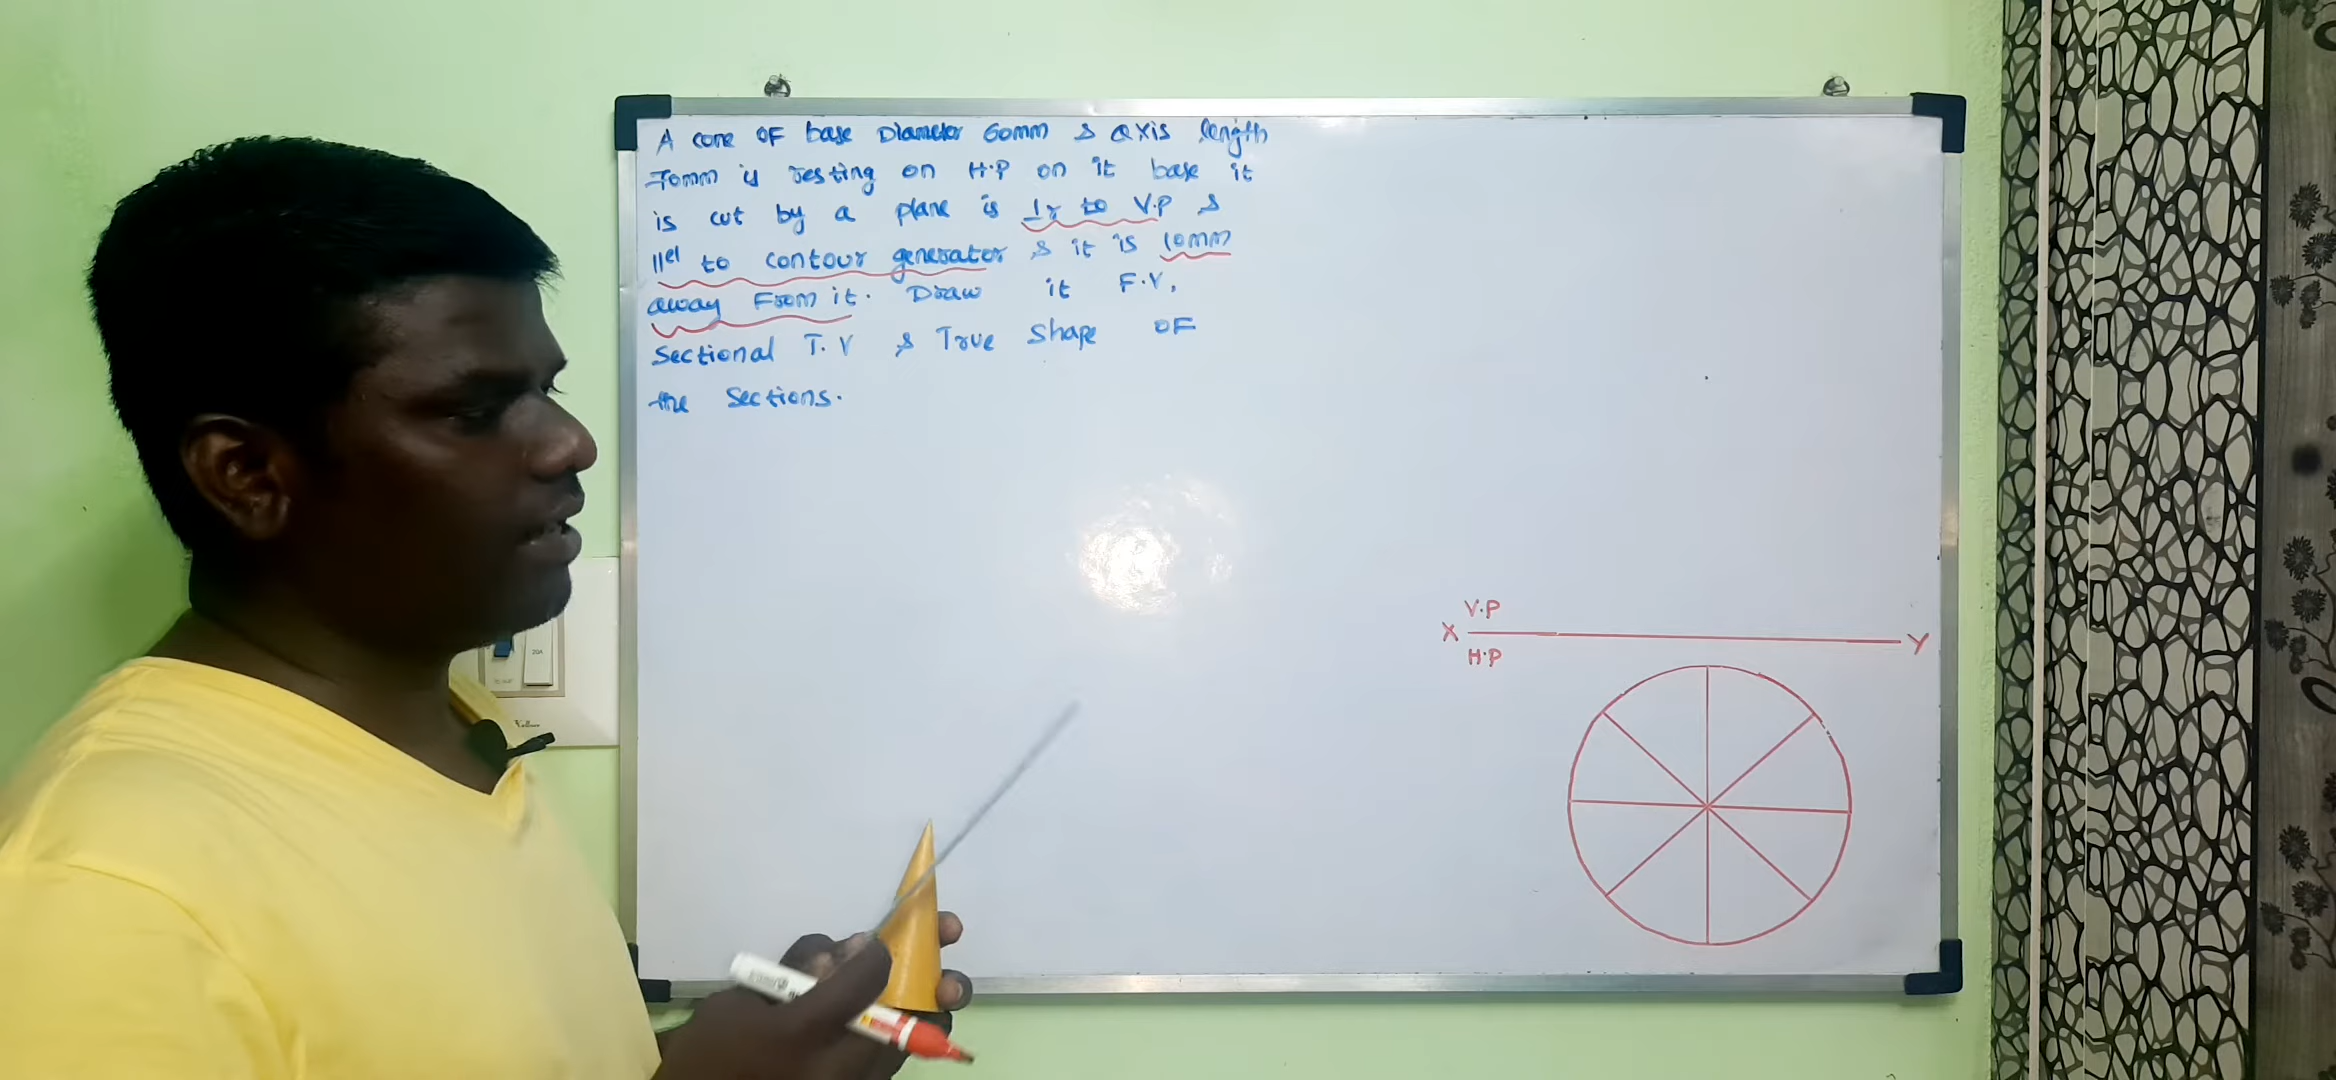 A cone OF base Diameter 60mm & axis length
70mm is resting on H.P on it base it
is cut by a plane is ⊥r to V.P &
||el to contour generator & it is 10mm
away From it. Draw it F.V,
Sectional T.V & True Shape OF
the Sections.
V.P
X Y
H.P
20A